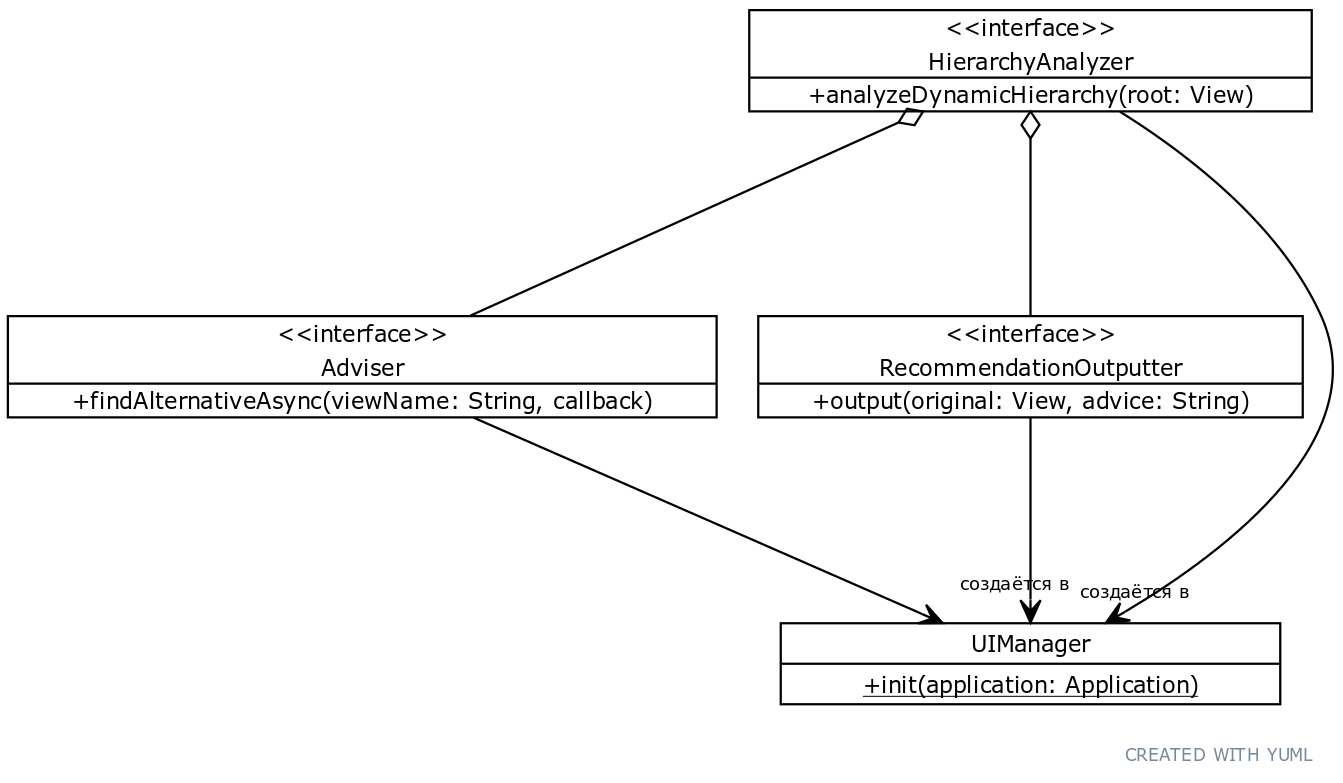 <<interface>>
HierarchyAnalyzer
+analyzeDynamicHierarchy(root: View)
<<interface>>
Adviser
+findAlternativeAsync(viewName: String, callback)
<<interface>>
RecommendationOutputter
+output(original: View, advice: String)
создаётся в
создаётся в
UIManager
+init(application: Application)
CREATED WITH YUML